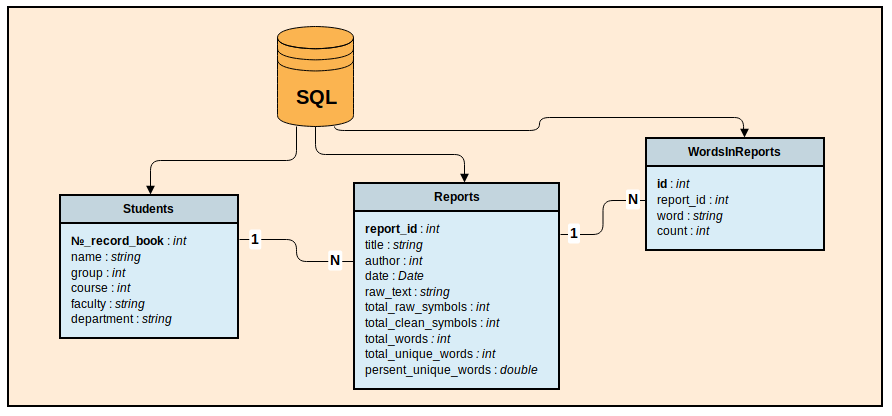 SQL
Students
№_record_book : int
name : string
group : int
course : int
faculty : string
department : string
1
N
Reports
report_id : int
title : string
author : int
date : Date
raw_text : string
total_raw_symbols : int
total_clean_symbols : int
total_words : int
total_unique_words : int
persent_unique_words : double
1
N
WordsInReports
id : int
report_id : int
word : string
count : int